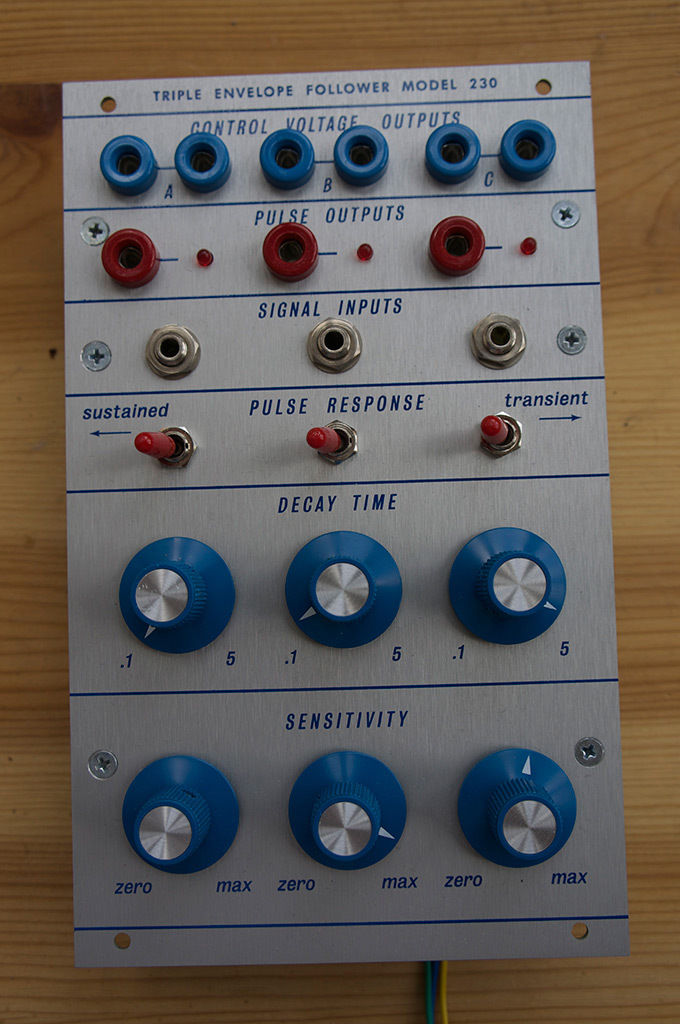 TRIPLE ENVELOPE FOLLOWER MODEL 230
CONTROL VOLTAGE OUTPUTS
A B C
PULSE OUTPUTS
SIGNAL INPUTS
sustained PULSE RESPONSE transient
DECAY TIME
.1 5 .1 5 .1 5
SENSITIVITY
zero max zero max zero max